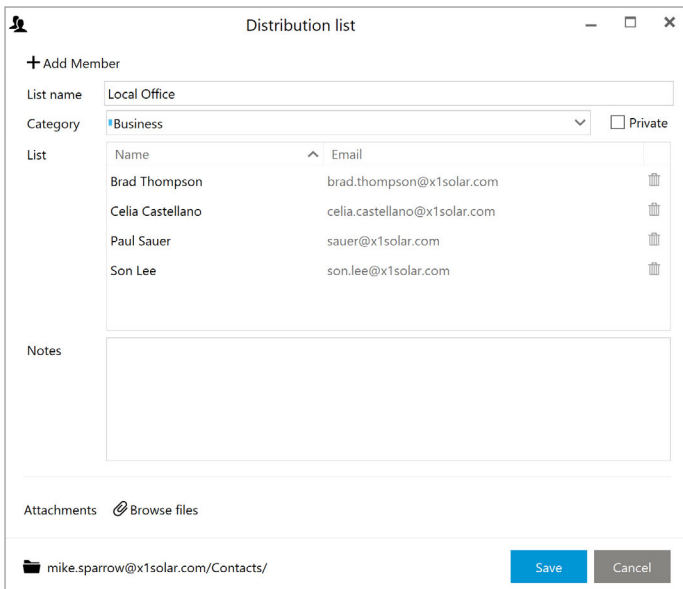 Distribution list
Add Member
List name Local Office
Category Business Private
List Name Email
Brad Thompson brad.thompson@x1solar.com
Celia Castellano celia.castellano@x1solar.com
Paul Sauer sauer@x1solar.com
Son Lee son.lee@x1solar.com
Notes
Attachments Browse files
mike.sparrow@x1solar.com/Contacts/ Save Cancel